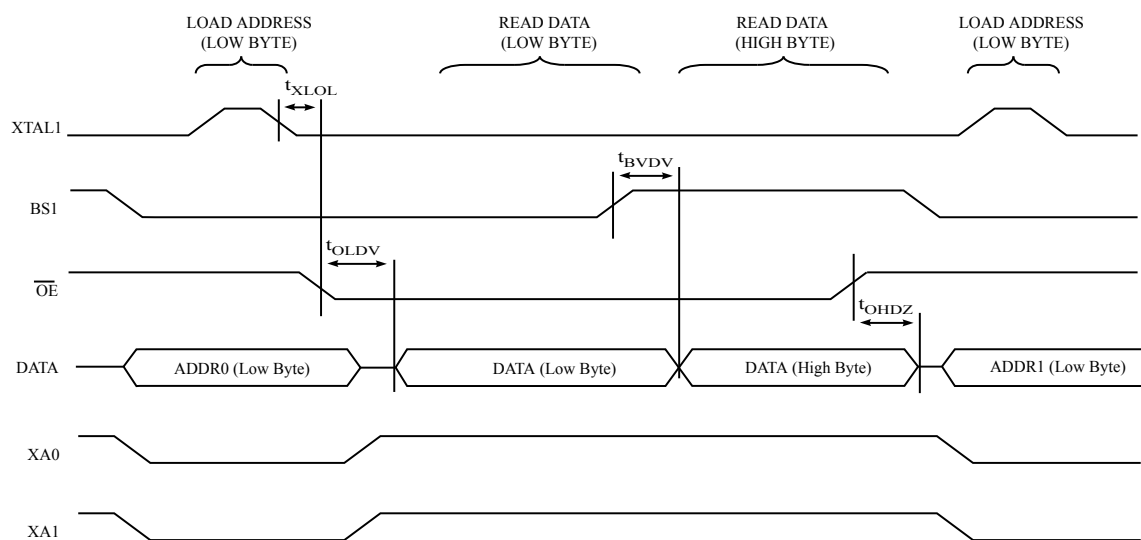 LOAD ADDRESS
(LOW BYTE)
READ DATA
(LOW BYTE)
READ DATA
(HIGH BYTE)
LOAD ADDRESS
(LOW BYTE)
tXLOL
XTAL1
tBVDV
BS1
tOLDV
OE
tOHDZ
DATA
ADDR0 (Low Byte)
DATA (Low Byte)
DATA (High Byte)
ADDR1 (Low Byte)
XA0
XA1